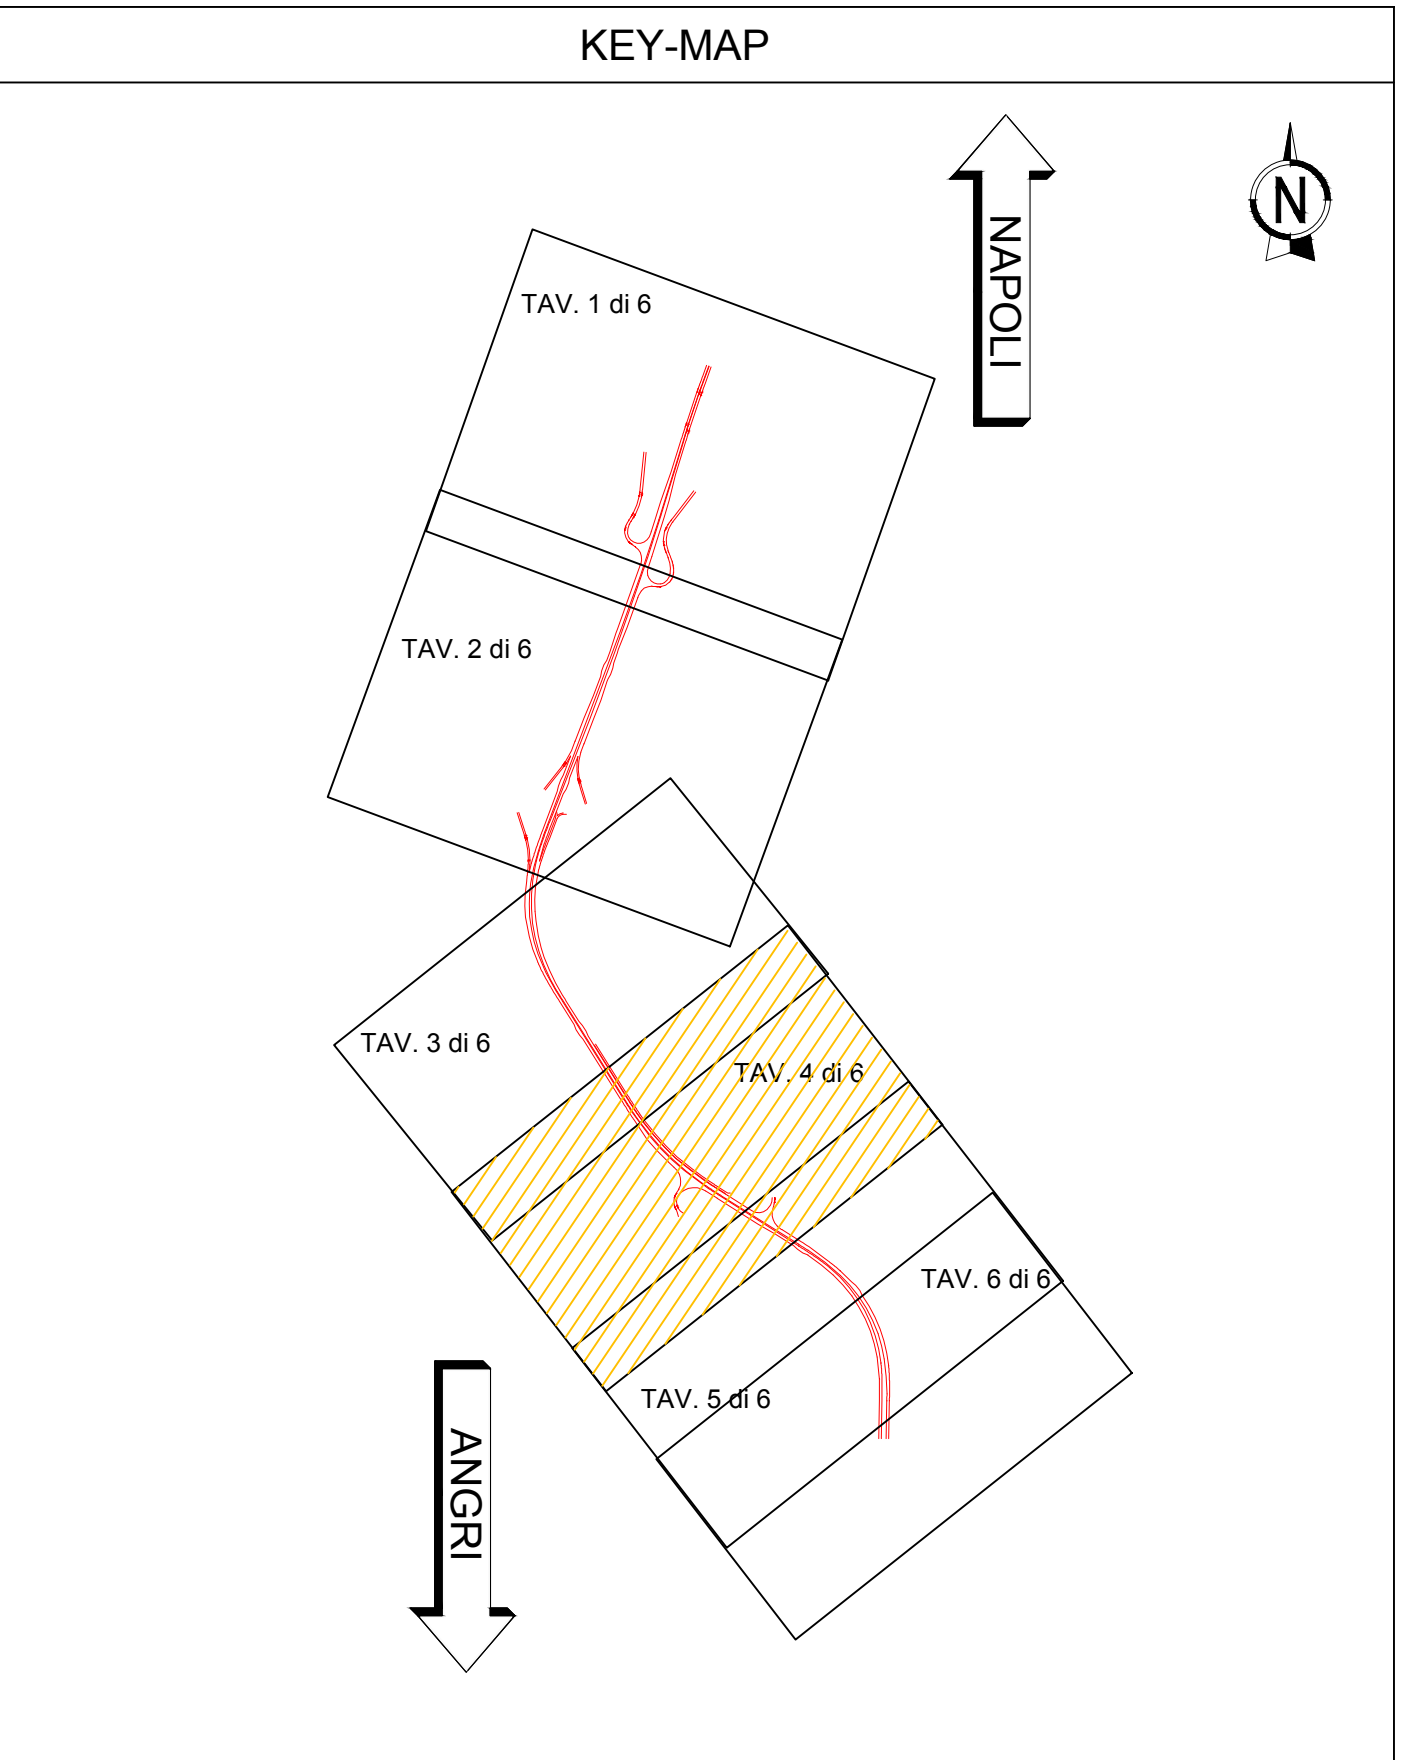 KEY-MAP
NAPOLI
N
TAV. 1 di 6
TAV. 2 di 6
TAV. 3 di 6
TAV. 4 di 6
TAV. 6 di 6
TAV. 5 di 6
ANGRI